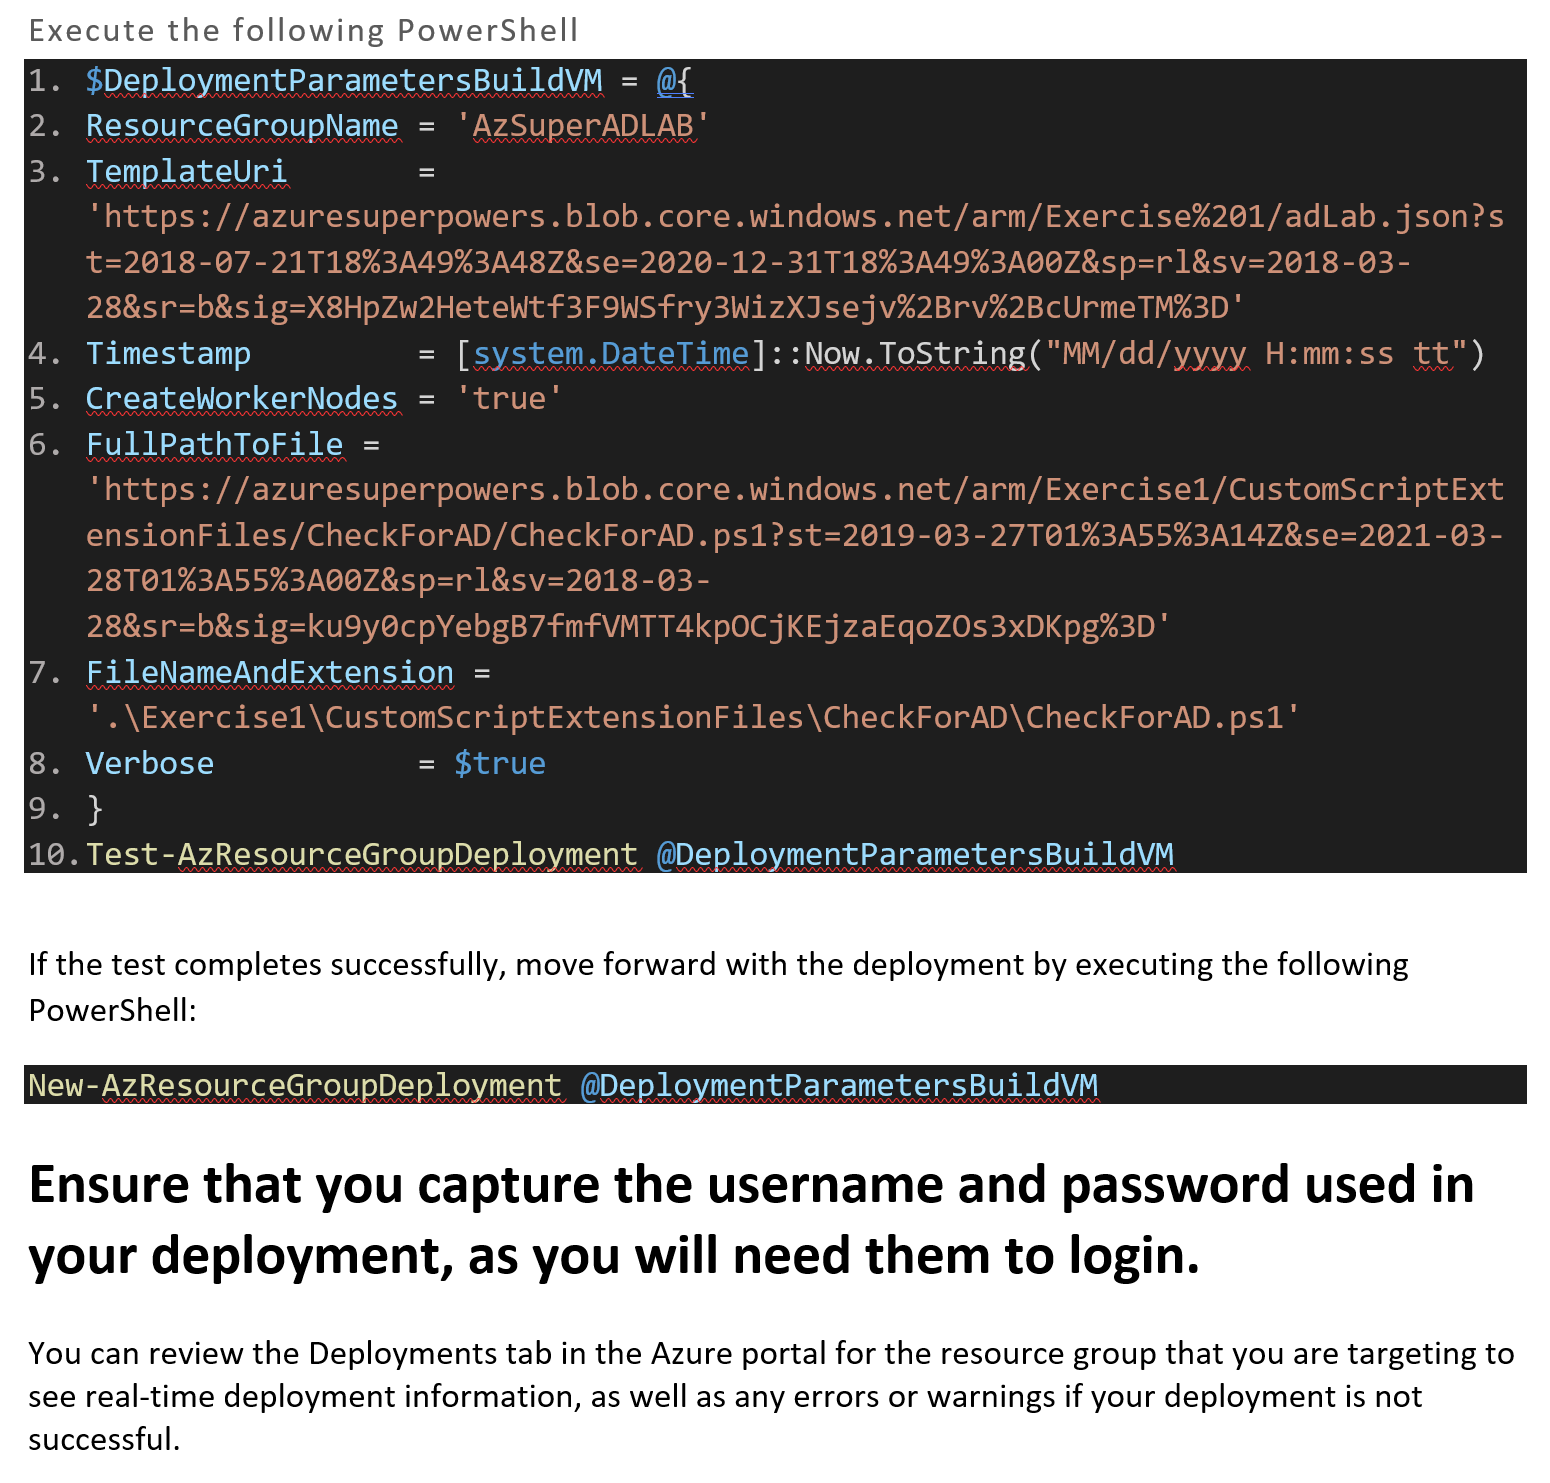 Execute the following PowerShell
1. $DeploymentParametersBuildVM = @{
2. ResourceGroupName = 'AzSuperADLAB'
3. TemplateUri       =
'https://azuresuperpowers.blob.core.windows.net/arm/Exercise%201/adLab.json?s
t=2018-07-21T18%3A49%3A48Z&se=2020-12-31T18%3A49%3A00Z&sp=rl&sv=2018-03-
28&sr=b&sig=X8HpZw2HeteWtf3F9WSfry3WizXJsejv%2Brv%2BcUrmeTM%3D'
4. Timestamp         = [system.DateTime]::Now.ToString("MM/dd/yyyy H:mm:ss tt")
5. CreateWorkerNodes = 'true'
6. FullPathToFile =
'https://azuresuperpowers.blob.core.windows.net/arm/Exercise1/CustomScriptExt
ensionFiles/CheckForAD/CheckForAD.ps1?st=2019-03-27T01%3A55%3A14Z&se=2021-03-
28T01%3A55%3A00Z&sp=rl&sv=2018-03-
28&sr=b&sig=ku9y0cpYebgB7fmfVMTT4kpOCjKEjzaEqoZOs3xDKpg%3D'
7. FileNameAndExtension =
'.\Exercise1\CustomScriptExtensionFiles\CheckForAD\CheckForAD.ps1'
8. Verbose           = $true
9. }
10. Test-AzResourceGroupDeployment @DeploymentParametersBuildVM
If the test completes successfully, move forward with the deployment by executing the following
PowerShell:
New-AzResourceGroupDeployment @DeploymentParametersBuildVM
Ensure that you capture the username and password used in
your deployment, as you will need them to login.
You can review the Deployments tab in the Azure portal for the resource group that you are targeting to
see real-time deployment information, as well as any errors or warnings if your deployment is not
successful.